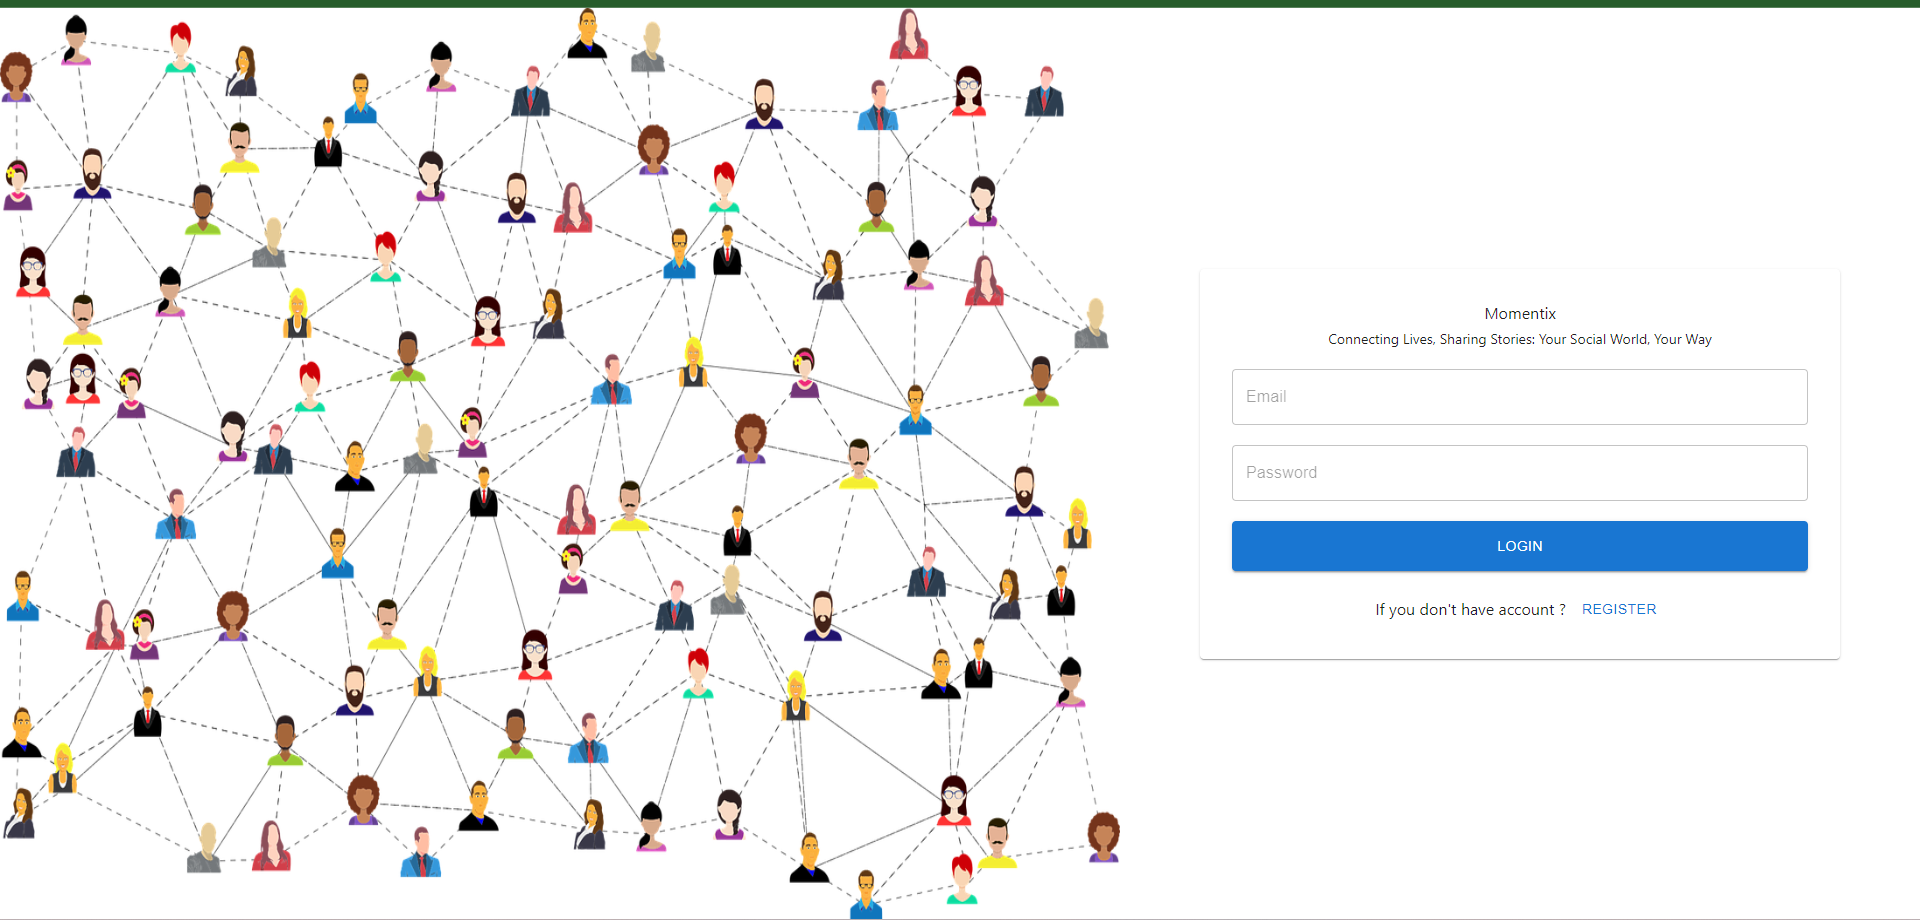 Momentix
Connecting Lives, Sharing Stories: Your Social World, Your Way
Email
Password
LOGIN
If you don't have account ? REGISTER